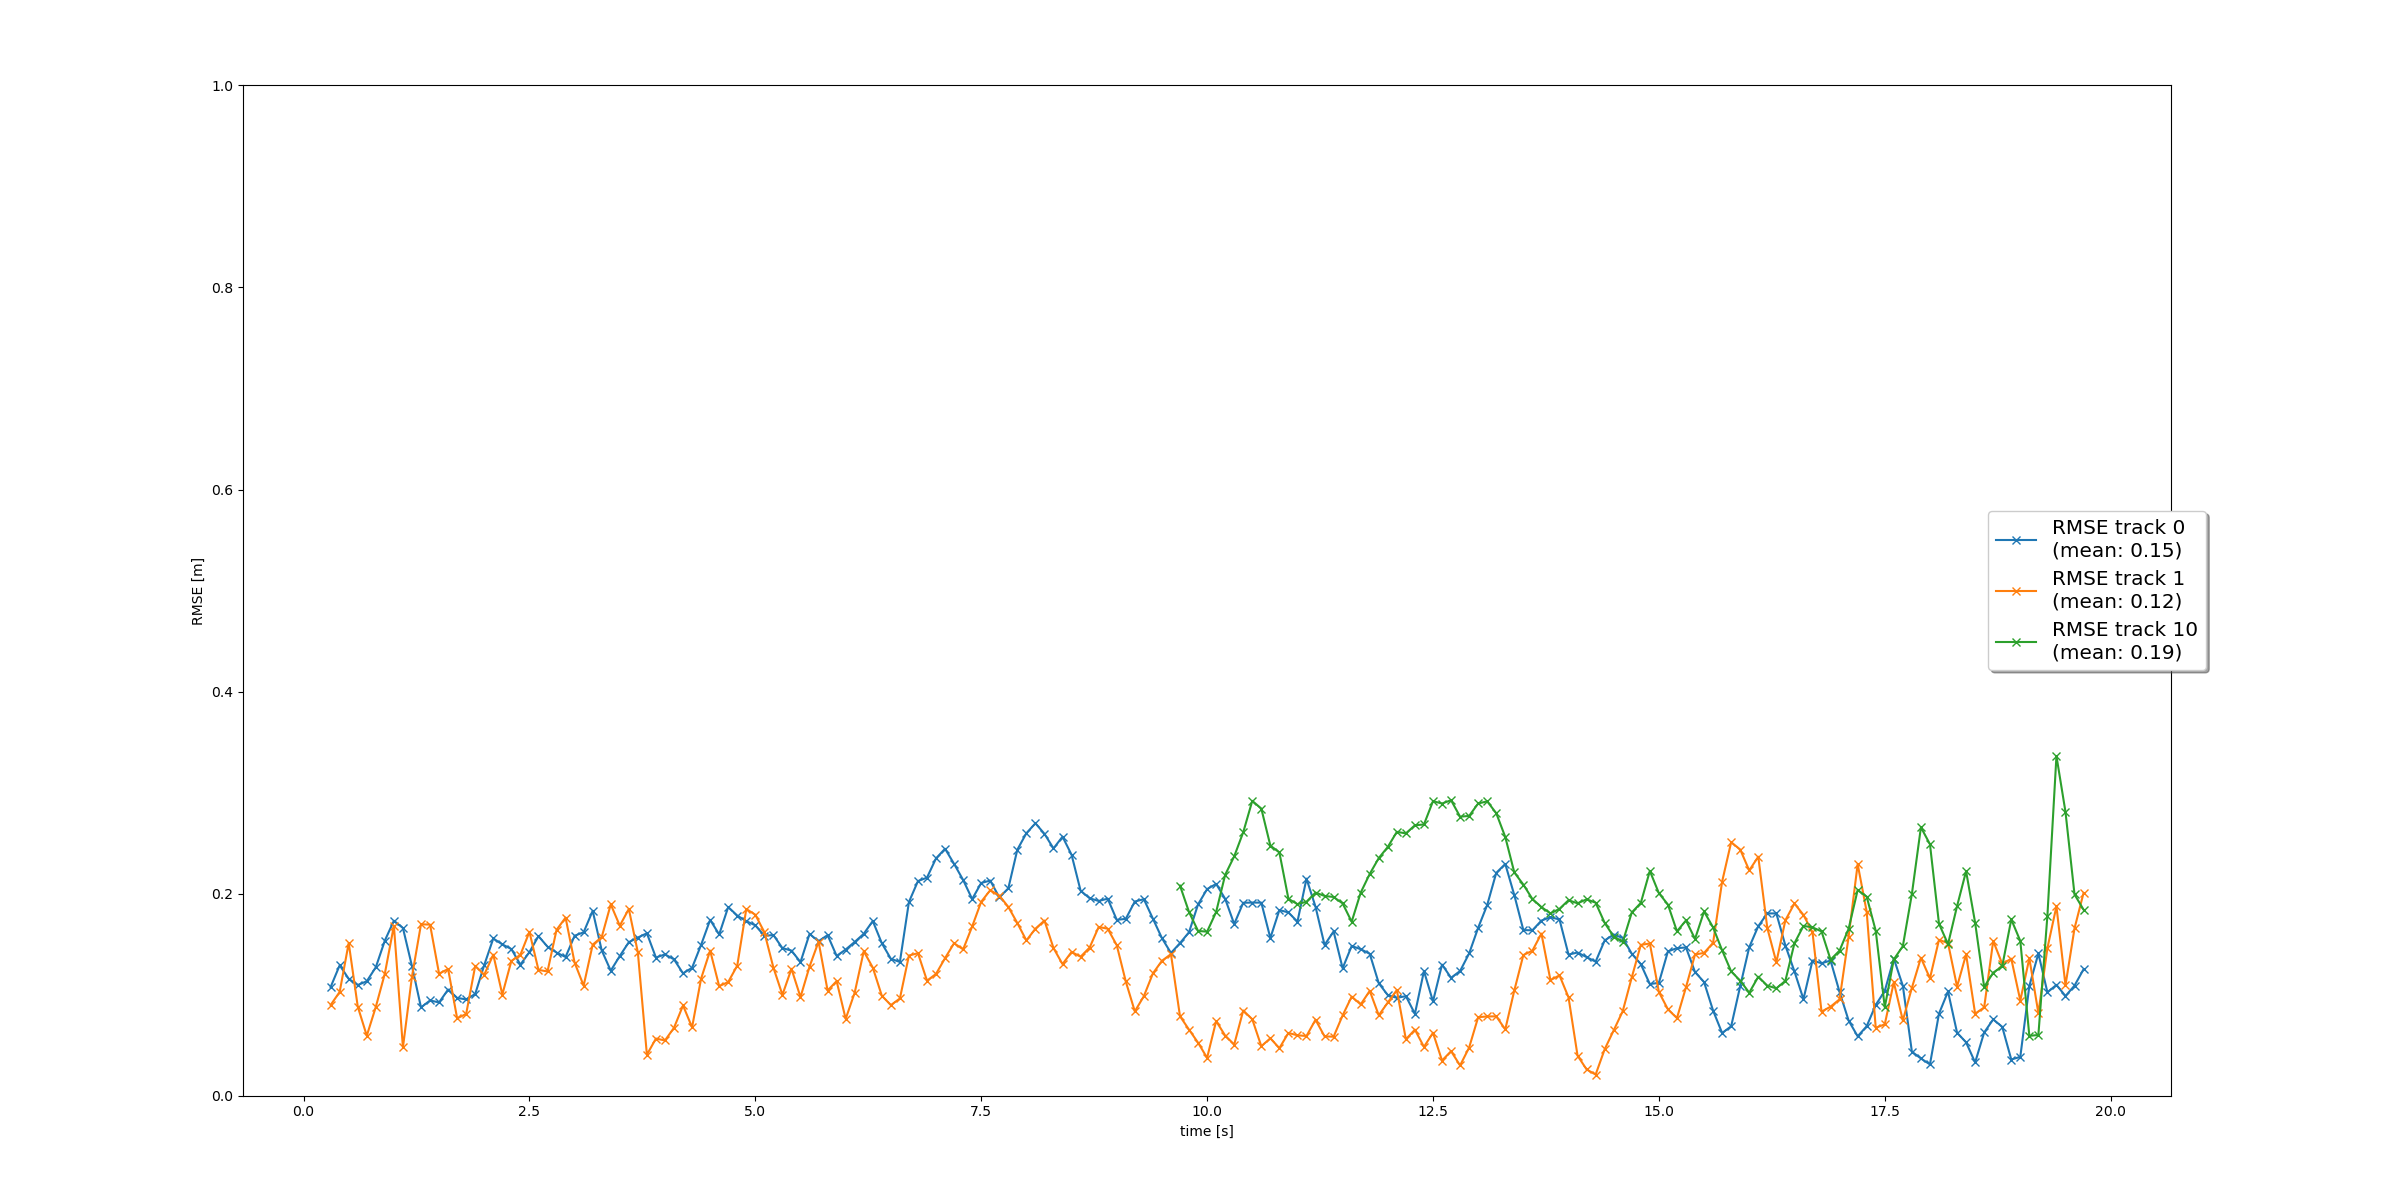 1.0
0.8
0.6
0.4
0.2
0.0
RMSE [m]
0.0
2.5
5.0
7.5
10.0
12.5
15.0
17.5
20.0
time [s]
RMSE track 0
(mean: 0.15)
RMSE track 1
(mean: 0.12)
RMSE track 10
(mean: 0.19)